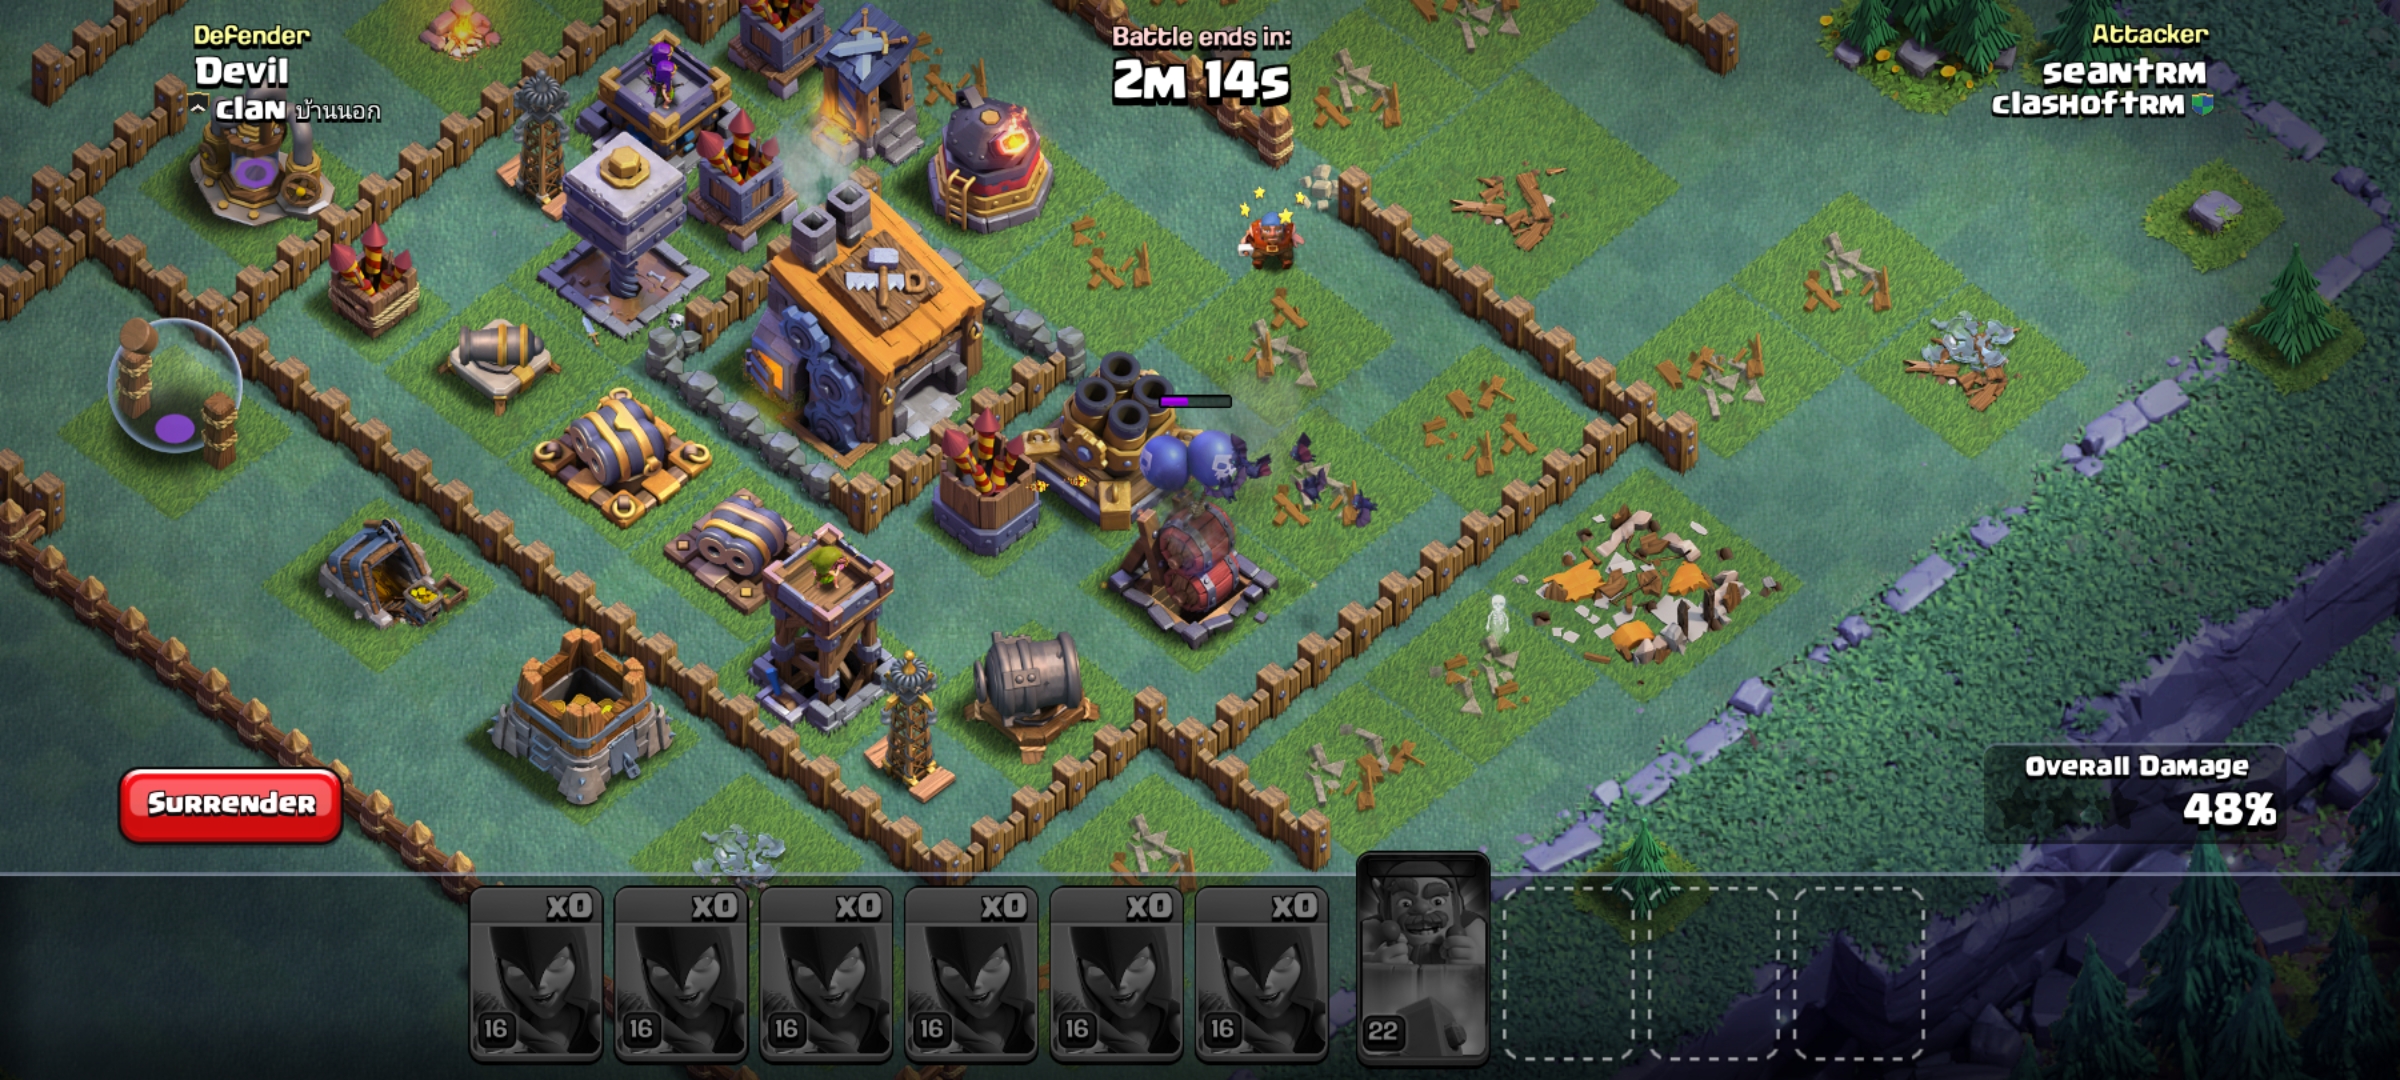 Defender
Devil
clan บ้านนอก
Battle ends in:
2M 14s
Attacker
seantRM
clashoftRM
Surrender
Overall Damage
48%
x0
x0
x0
x0
x0
x0
16
16
16
16
16
16
22